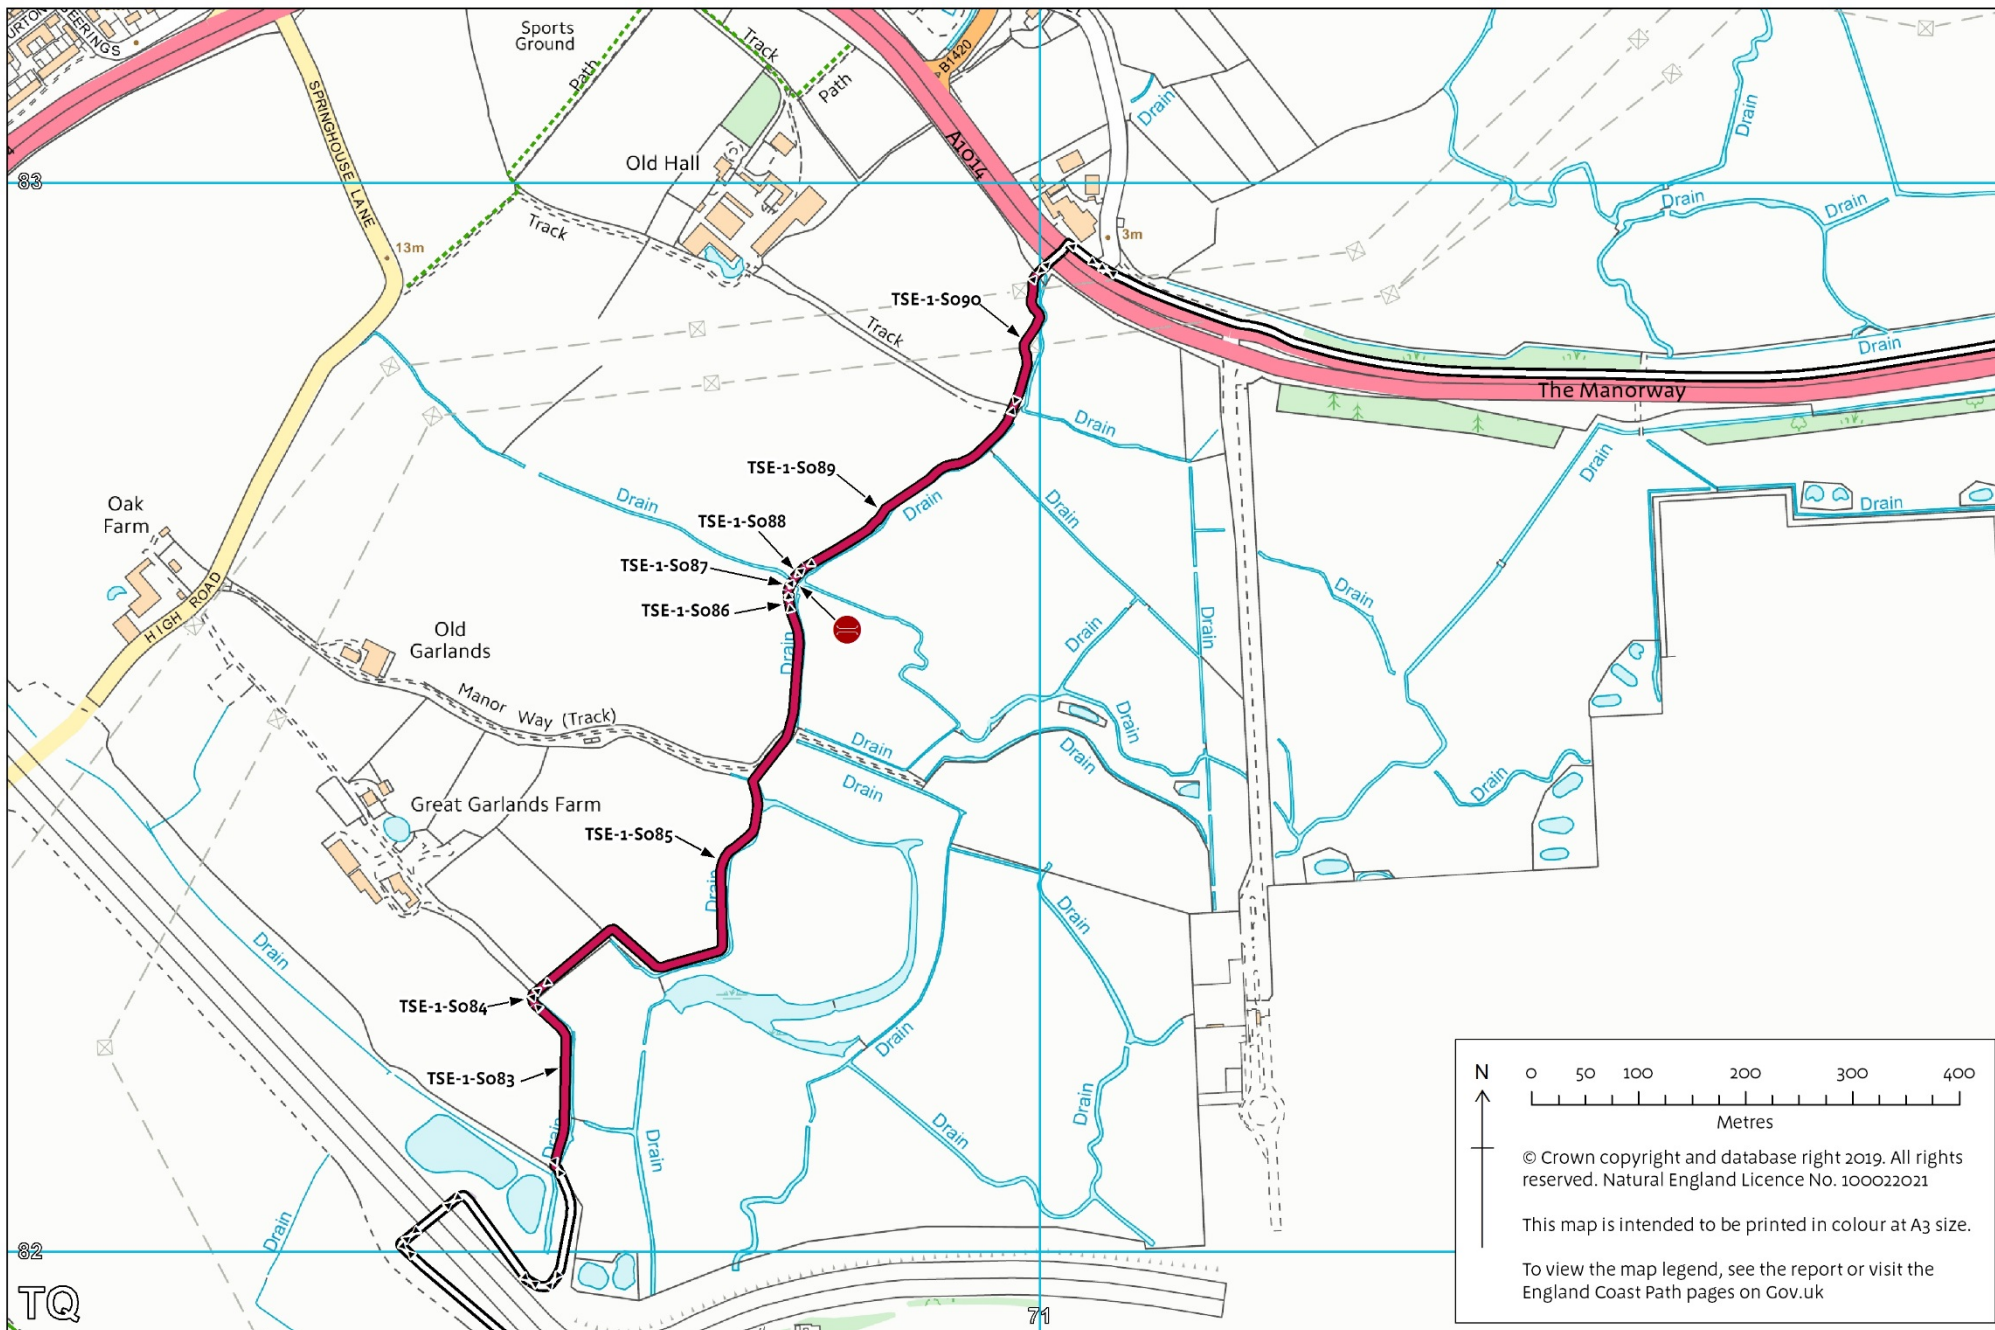 Sports
Ground
GEERINGS
Track
Path
Path
B1420
SPRINGHOUSE LANE
Old Hall
A1014
Drain
Drain
83
Drain
Drain
13m
Track
3m
TSE-1-S090
Track
Drain
The Manorway
Drain
TSE-1-S089
Drain
Oak
Farm
Drain
Drain
Drain
Drain
TSE-1-S088
TSE-1-S087
Drain
HIGH ROAD
TSE-1-S086
Drain
Drain
Old
Garlands
Drain
Manor Way (Track)
Drain
Drain
Drain
Drain
Drain
Great Garlands Farm
TSE-1-S085
Drain
Drain
Drain
TSE-1-S084
Drain
TSE-1-S083
Drain
Drain
Drain
Drain
Drain
82
TQ
71
N
0 50 100 200 300 400
Metres
© Crown copyright and database right 2019. All rights
reserved. Natural England Licence No. 100022021
This map is intended to be printed in colour at A3 size.
To view the map legend, see the report or visit the
England Coast Path pages on Gov.uk